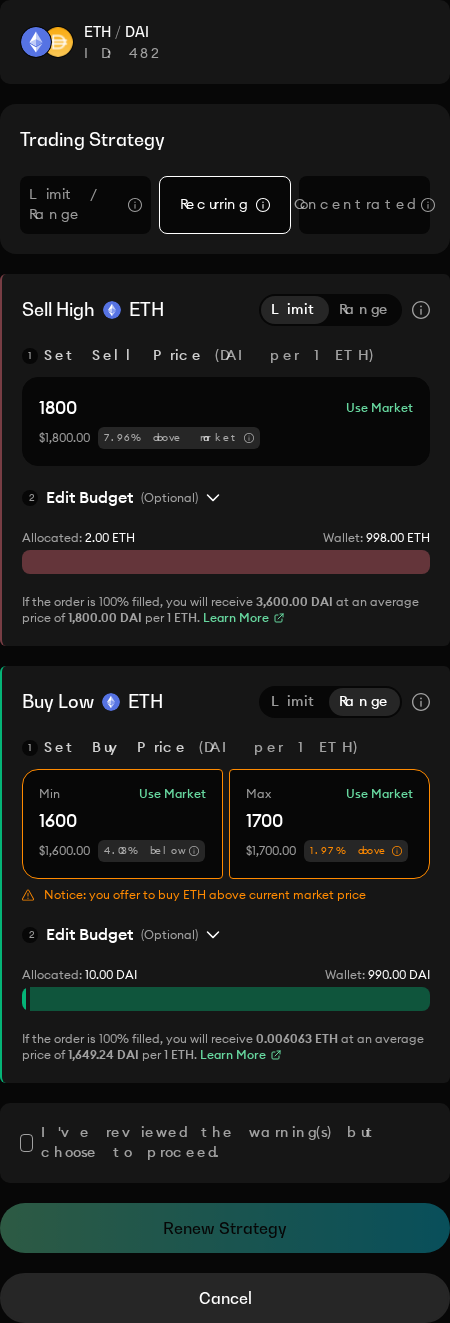 ETH / DAI
ID: 482
Trading Strategy
Limit /
Range
Recurring
Concentrated
Sell High ETH
Limit Range
1 Set Sell Price (DAI per 1 ETH)
1800 Use Market
$1,800.00 7.96% above market
2 Edit Budget (Optional)
Allocated: 2.00 ETH Wallet: 998.00 ETH
If the order is 100% filled, you will receive 3,600.00 DAI at an average
price of 1,800.00 DAI per 1 ETH. Learn More
Buy Low ETH
Limit Range
1 Set Buy Price (DAI per 1 ETH)
Min Use Market
1600
$1,600.00 4.03% below
Max Use Market
1700
$1,700.00 1.97% above
Notice: you offer to buy ETH above current market price
2 Edit Budget (Optional)
Allocated: 10.00 DAI Wallet: 990.00 DAI
If the order is 100% filled, you will receive 0.006063 ETH at an average
price of 1,649.24 DAI per 1 ETH. Learn More
I've reviewed the warning(s) but
choose to proceed.
Renew Strategy
Cancel